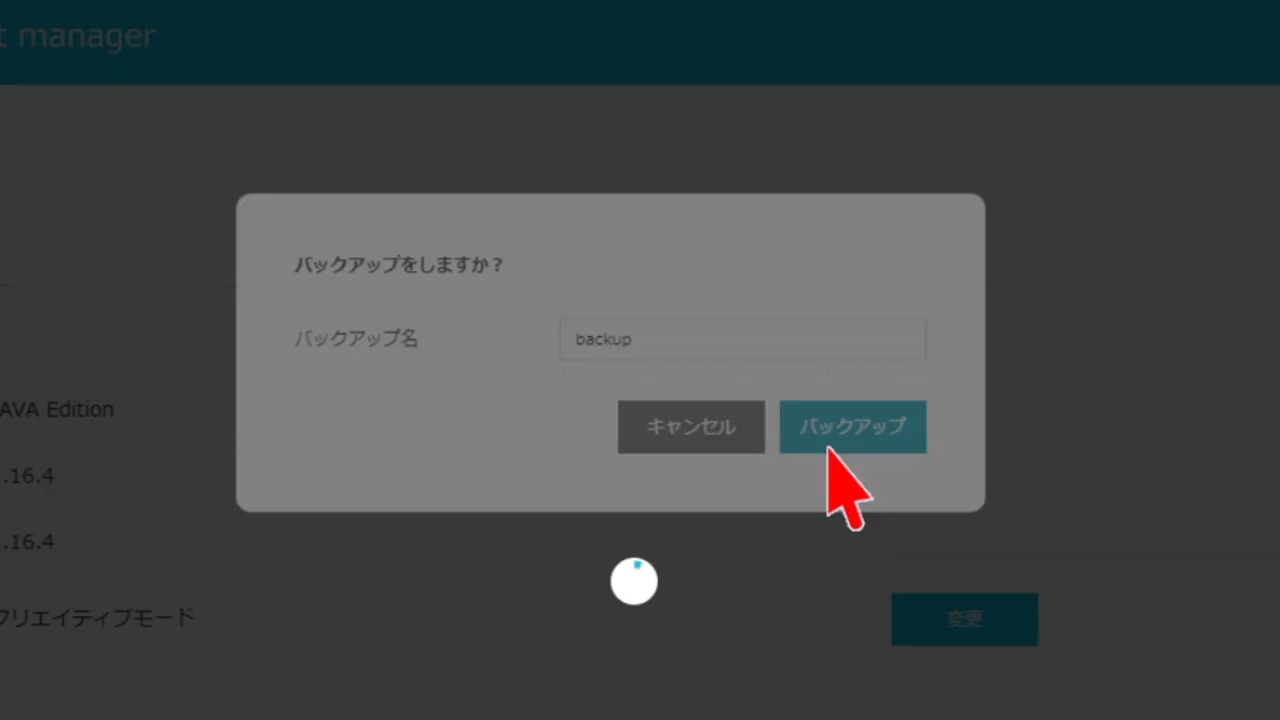 t manager
バックアップをしますか？
バックアップ名
backup
AVA Edition
キャンセル
バックアップ
.16.4
.16.4
クリエイティブモード
変更